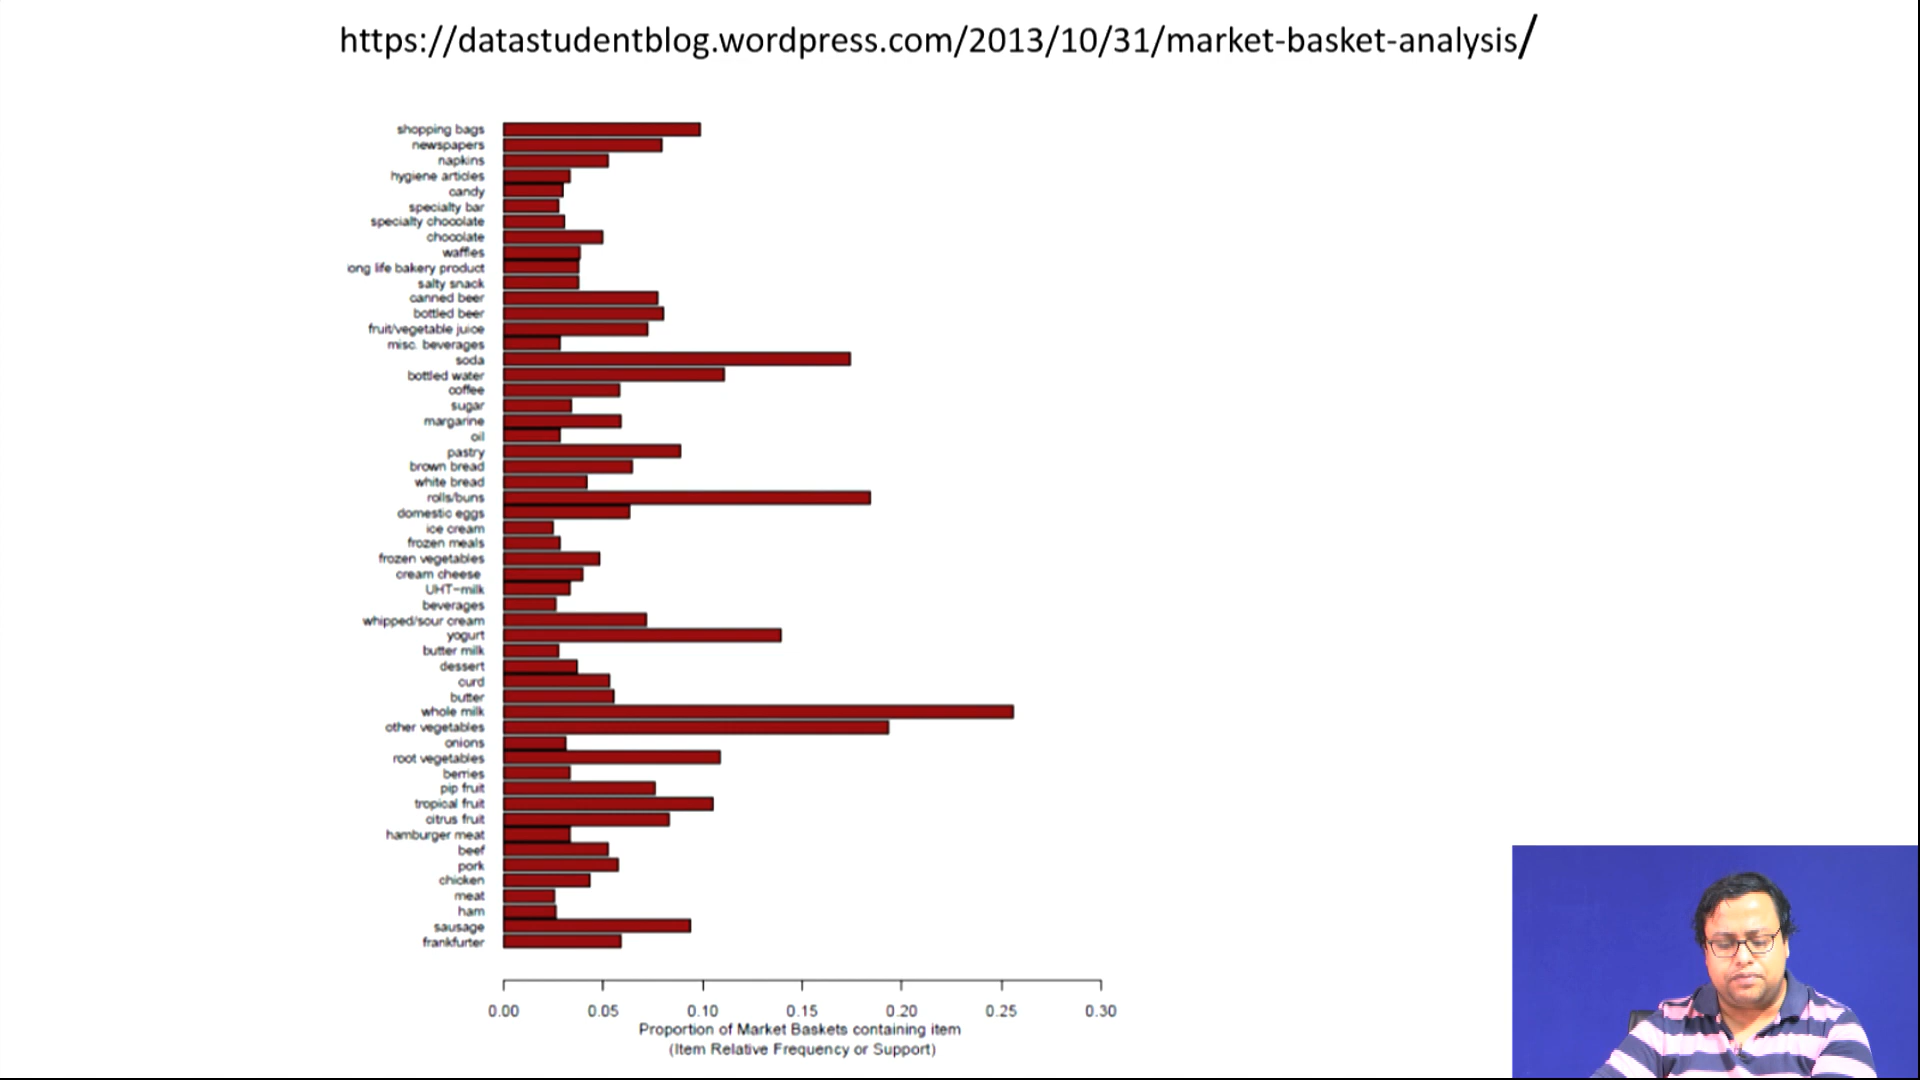 https://datastudentblog.wordpress.com/2013/10/31/market-basket-analysis/
shopping bags
newspapers
napkins
hygiene articles
candy
specialty bar
specialty chocolate
chocolate
waffles
long life bakery product
salty snack
canned beer
bottled beer
fruit/vegetable juice
misc. beverages
soda
bottled water
coffee
sugar
margarine
oil
pastry
brown bread
white bread
rolls/buns
domestic eggs
ice cream
frozen meals
frozen vegetables
cream cheese
UHT-milk
beverages
whipped/sour cream
yogurt
butter milk
dessert
curd
butter
whole milk
other vegetables
onions
root vegetables
berries
pip fruit
tropical fruit
citrus fruit
hamburger meat
beef
pork
chicken
meat
ham
sausage
frankfurter
0.00 0.05 0.10 0.15 0.20 0.25 0.30
Proportion of Market Baskets containing item
(Item Relative Frequency or Support)